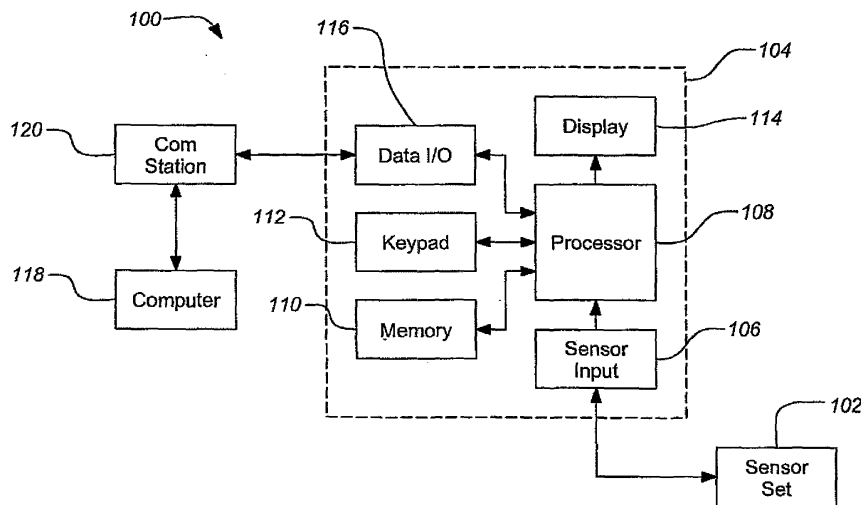 100
116
104
120
Com
Station
Data I/O
Display
114
112
Keypad
Processor
108
118
Computer
110
Memory
Sensor
Input
106
102
Sensor
Set